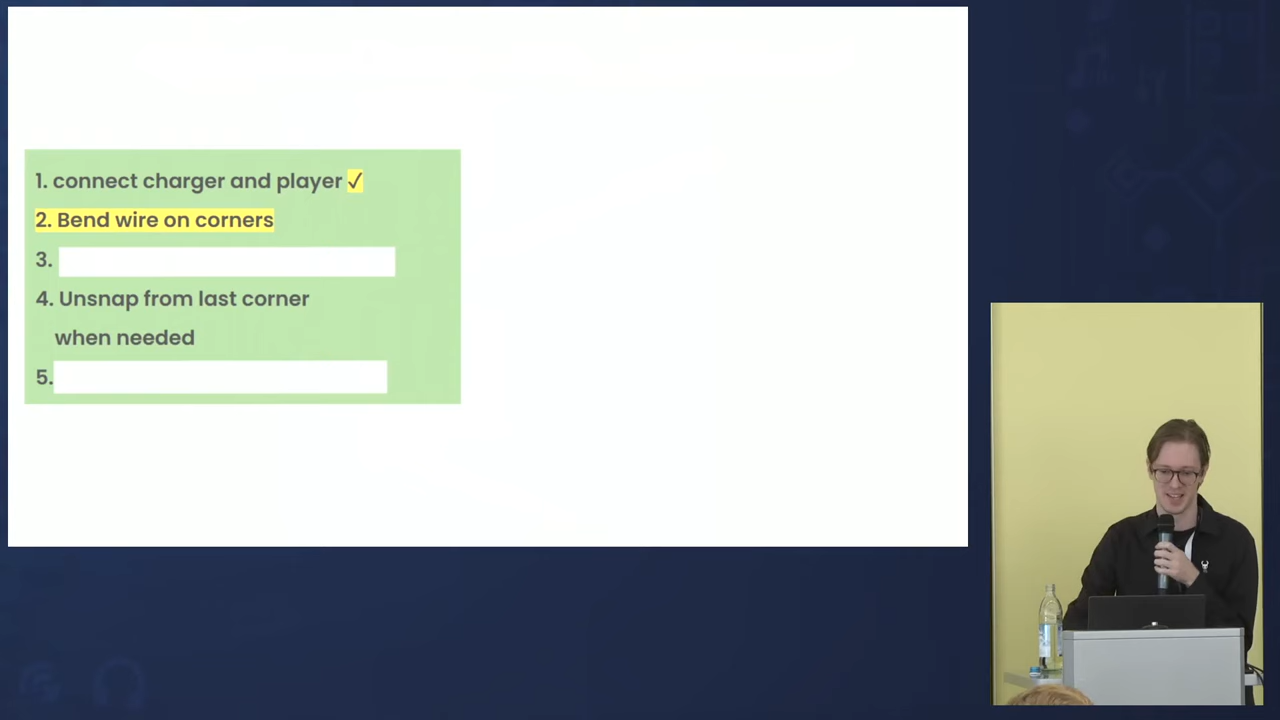 1. connect charger and player ✓
2. Bend wire on corners
3.
4. Unsnap from last corner
when needed
5.